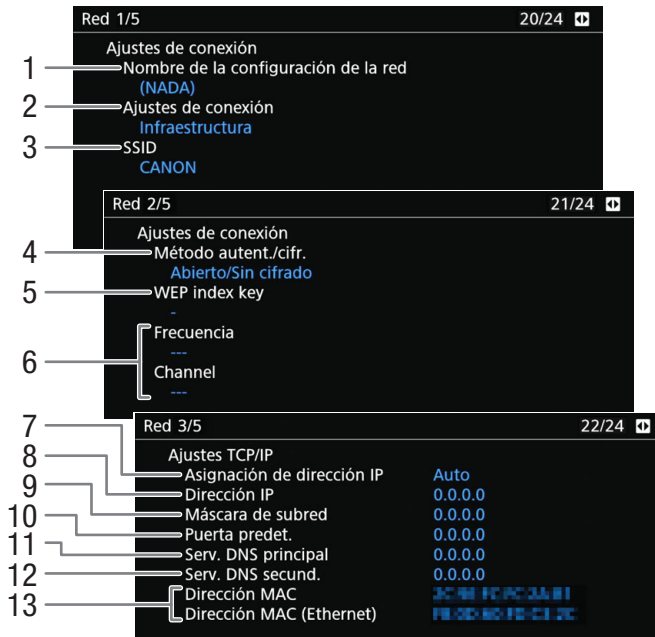 Red 1/5 20/24
Ajustes de conexión
1 Nombre de la configuración de la red
(NADA)
2 Ajustes de conexión
Infraestructura
3 SSID
CANON
Red 2/5 21/24
Ajustes de conexión
4 Método autent./cifr.
Abierto/Sin cifrado
5 WEP index key
-
6 Frecuencia
---
Channel
---
Red 3/5 22/24
Ajustes TCP/IP
7 Asignación de dirección IP Auto
8 Dirección IP 0.0.0.0
9 Máscara de subred 0.0.0.0
10 Puerta predet. 0.0.0.0
11 Serv. DNS principal 0.0.0.0
12 Serv. DNS secund. 0.0.0.0
13 Dirección MAC
Dirección MAC (Ethernet)